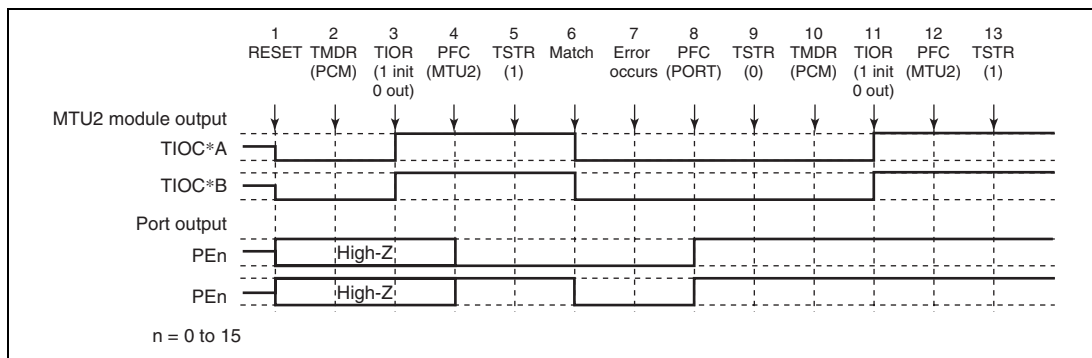 1 2 3 4 5 6 7 8 9 10 11 12 13
RESET TMDR TIOR PFC TSTR Match Error PFC TSTR TMDR TIOR PFC TSTR
(PCM) (1 init (MTU2) (1) occurs (PORT) (0) (PCM) (1 init (MTU2) (1)
0 out) 0 out)
MTU2 module output
TIOC*A
TIOC*B
Port output
PEn High-Z
PEn High-Z
n = 0 to 15